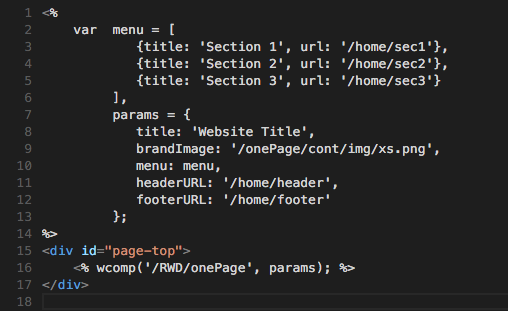 1 <%
2     var  menu = [
3             {title: 'Section 1', url: '/home/sec1'},
4             {title: 'Section 2', url: '/home/sec2'},
5             {title: 'Section 3', url: '/home/sec3'}
6          ],
7          params = {
8             title: 'Website Title',
9             brandImage: '/onePage/cont/img/xs.png',
10             menu: menu,
11             headerURL: '/home/header',
12             footerURL: '/home/footer'
13          };
14 %>
15 <div id="page-top">
16     <% wcomp('/RWD/onePage', params); %>
17 </div>
18